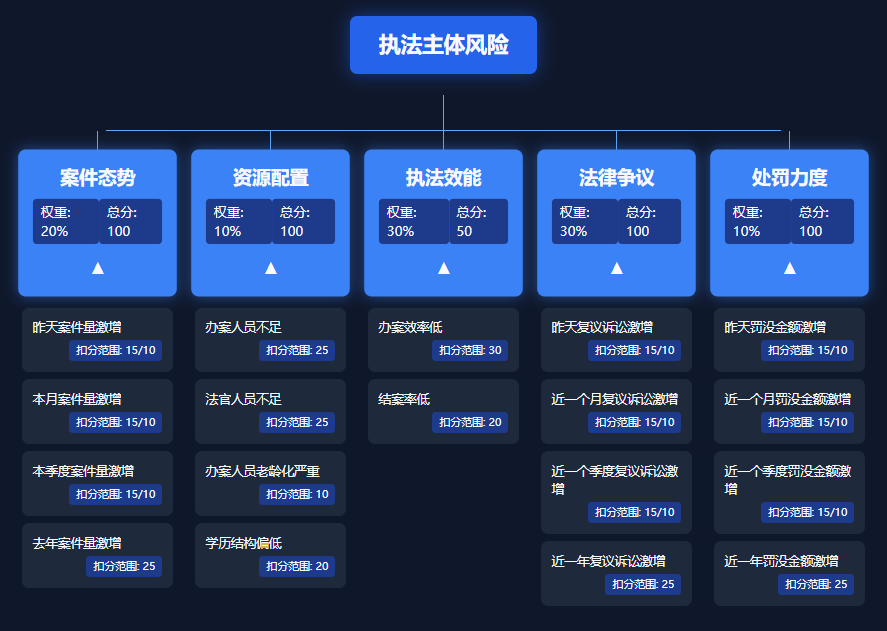 执法主体风险
案件态势
权重:
20%
总分:
100
▲
昨天案件量激增
扣分范围: 15/10
本月案件量激增
扣分范围: 15/10
本季度案件量激增
扣分范围: 15/10
去年案件量激增
扣分范围: 25
资源配置
权重:
10%
总分:
100
▲
办案人员不足
扣分范围: 25
法官人员不足
扣分范围: 25
办案人员老龄化严重
扣分范围: 10
学历结构偏低
扣分范围: 20
执法效能
权重:
30%
总分:
50
▲
办案效率低
扣分范围: 30
结案率低
扣分范围: 20
法律争议
权重:
30%
总分:
100
▲
昨天复议诉讼激增
扣分范围: 15/10
近一个月复议诉讼激增
扣分范围: 15/10
近一个季度复议诉讼激
增
扣分范围: 15/10
近一年复议诉讼激增
扣分范围: 25
处罚力度
权重:
10%
总分:
100
▲
昨天罚没金额激增
扣分范围: 15/10
近一个月罚没金额激增
扣分范围: 15/10
近一个季度罚没金额激
增
扣分范围: 15/10
近一年罚没金额激增
扣分范围: 25